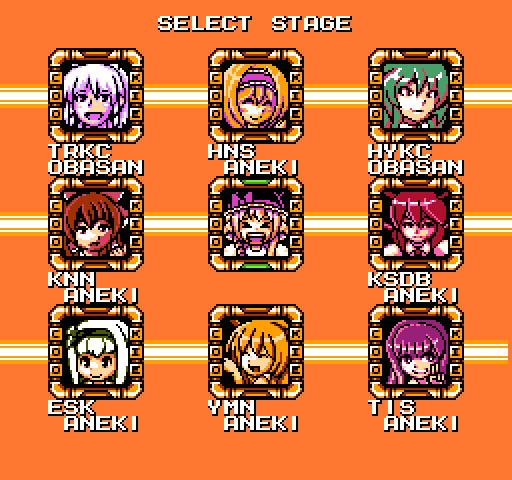 SELECT STAGE
TRKC
OBASAN
HNS
ANEKI
HYKC
OBASAN
KNN
ANEKI
KSDB
ANEKI
ESK
ANEKI
YMN
ANEKI
TIS
ANEKI